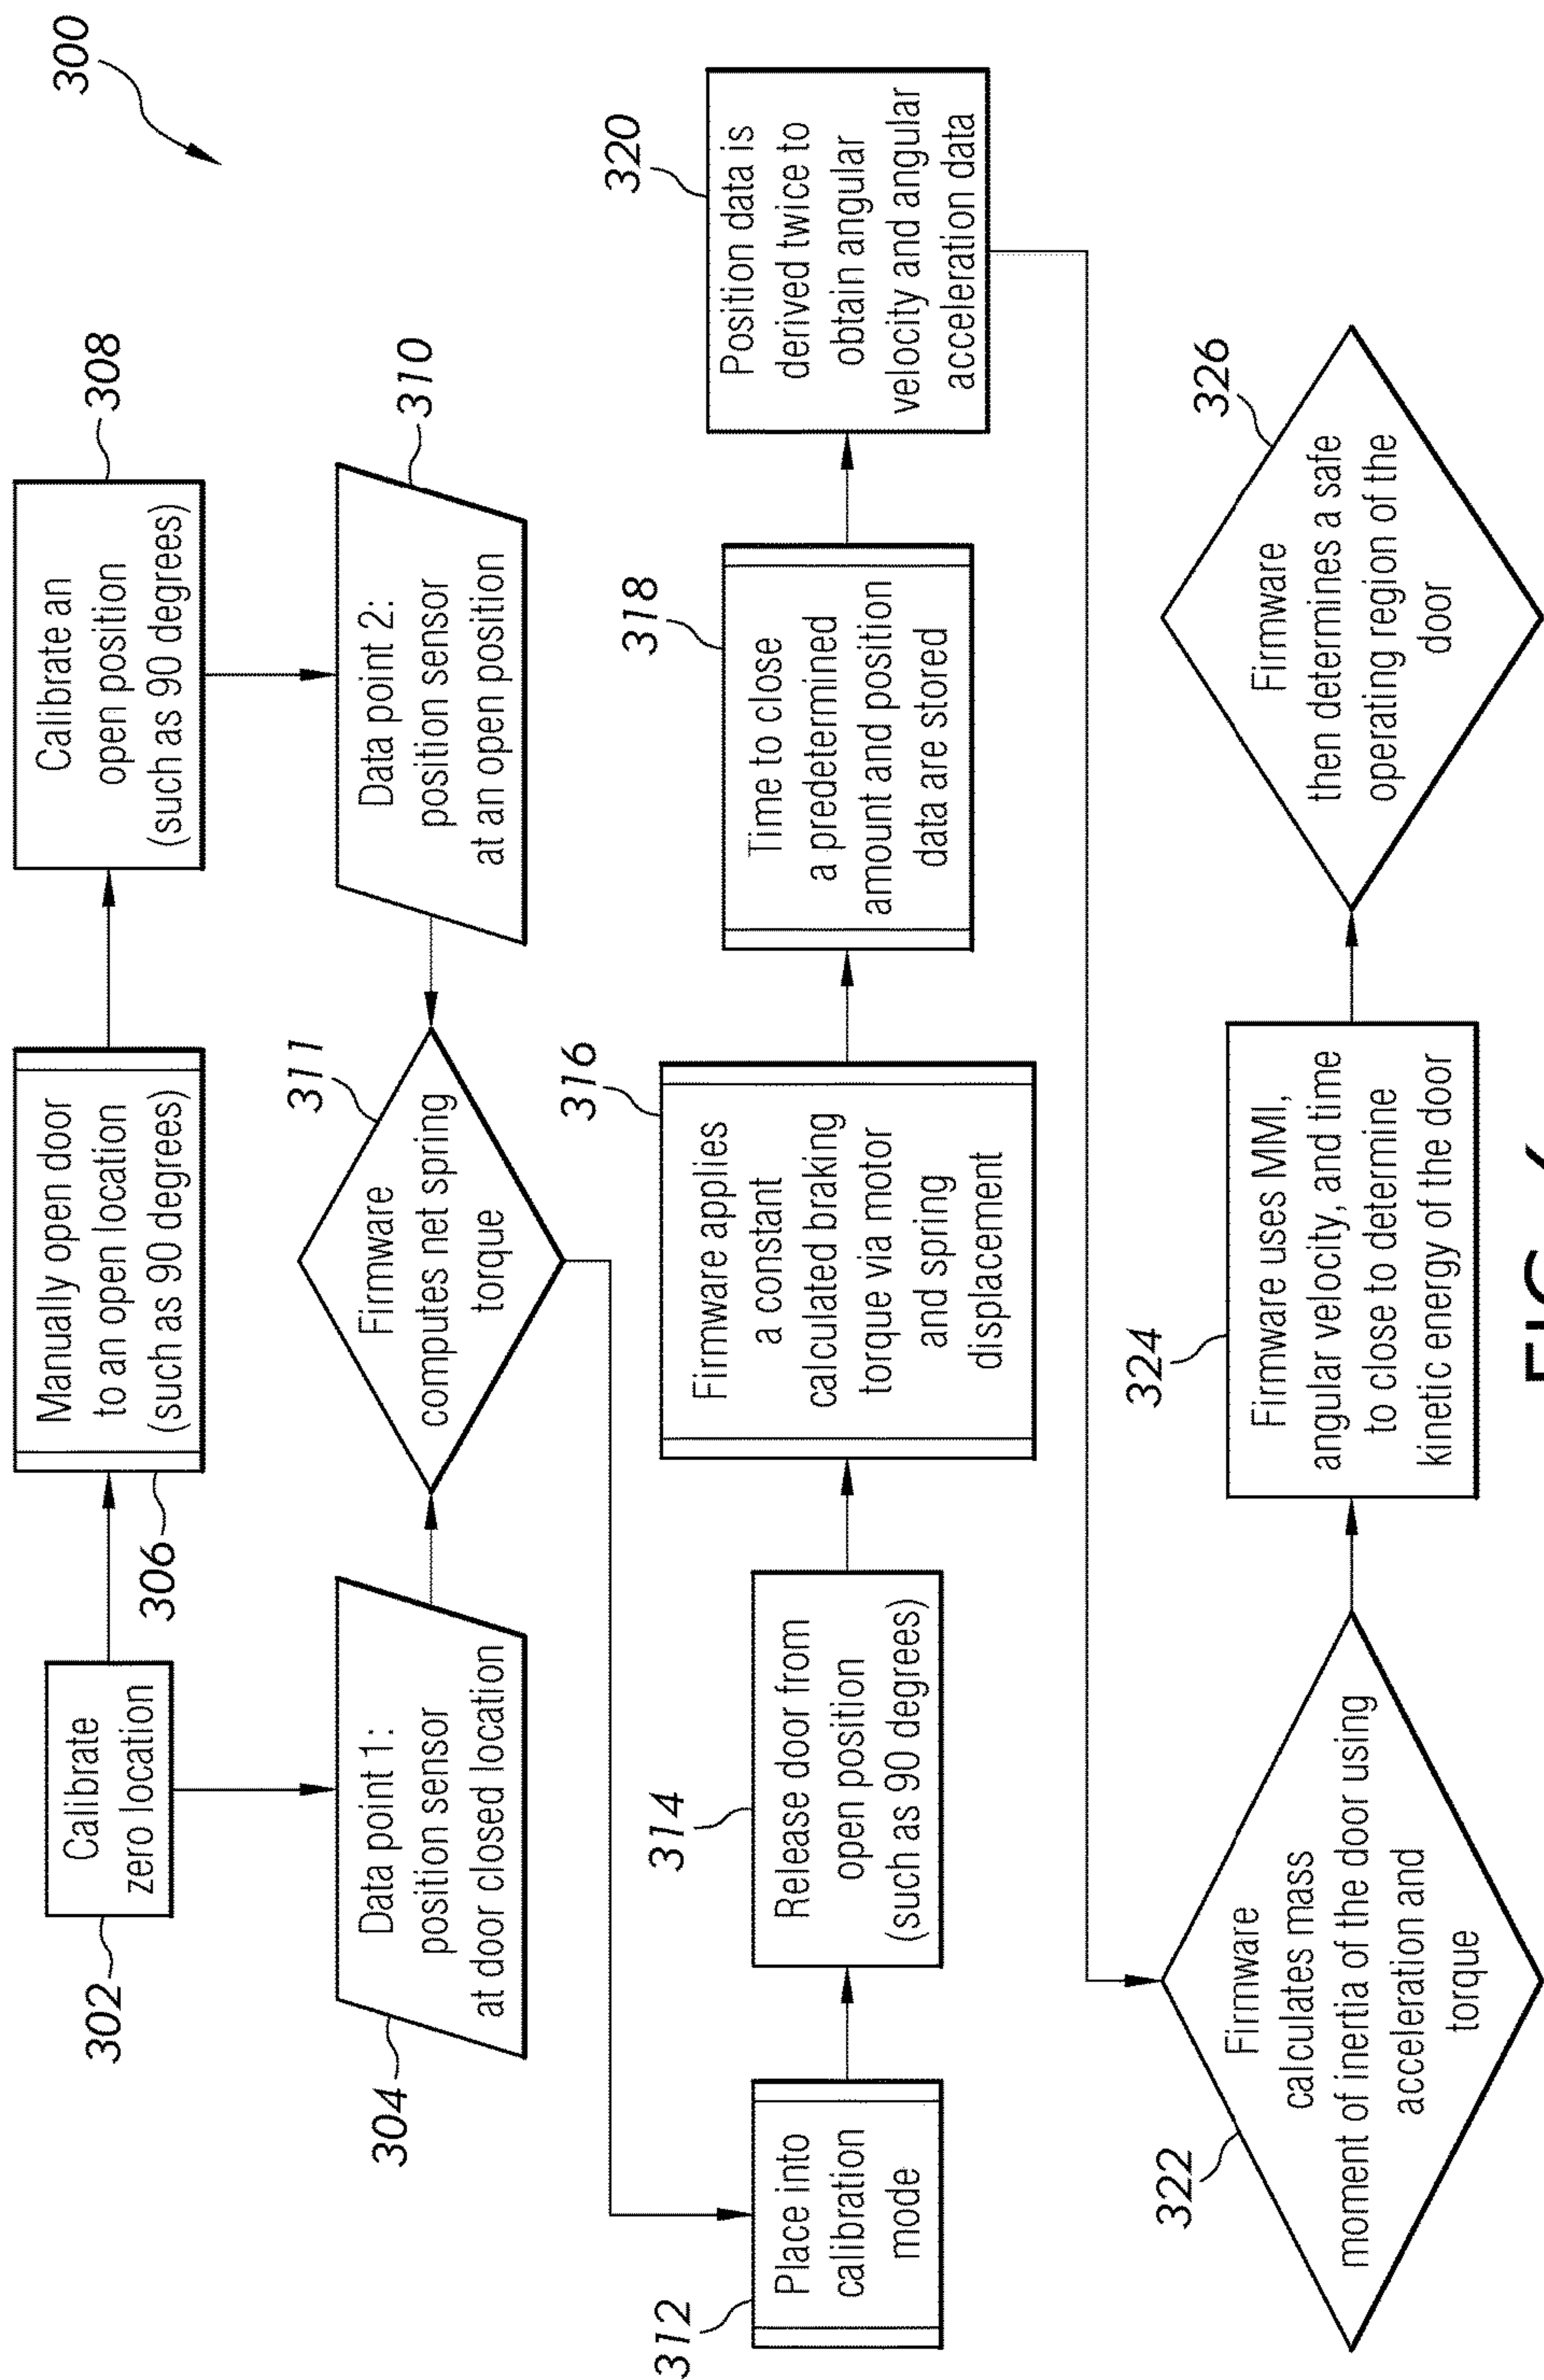 300
302
Calibrate
zero location
306
Manually open door
to an open location
(such as 90 degrees)
308
Calibrate an
open position
(such as 90 degrees)
304
Data point 1:
position sensor
at door closed location
311
Firmware
computes net spring
torque
310
Data point 2:
position sensor
at an open position
312
Place into
calibration
mode
314
Release door from
open position
(such as 90 degrees)
316
Firmware applies
a constant
calculated braking
torque via motor
and spring
displacement
318
Time to close
a predetermined
amount and position
data are stored
320
Position data is
derived twice to
obtain angular
velocity and angular
acceleration data
322
Firmware
calculates mass
moment of inertia of the door using
acceleration and
torque
324
Firmware uses MMI,
angular velocity, and time
to close to determine
kinetic energy of the door
326
Firmware
then determines a safe
operating region of the
door
FIG.